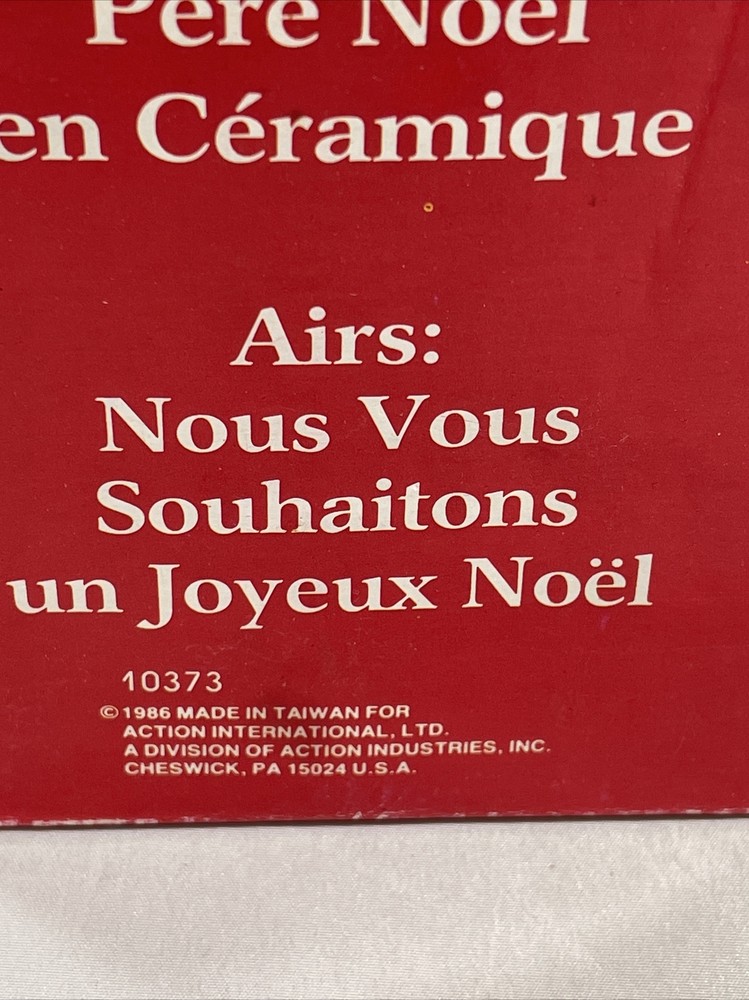 Père Noël
en Céramique
Airs:
Nous Vous
Souhaitons
un Joyeux Noël
10373
© 1986 MADE IN TAIWAN FOR
ACTION INTERNATIONAL, LTD.
A DIVISION OF ACTION INDUSTRIES, INC.
CHESWICK, PA 15024 U.S.A.